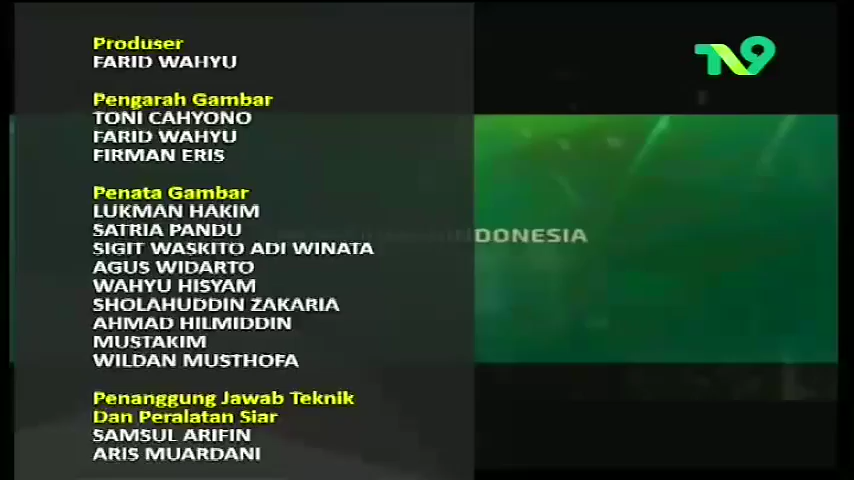 Produser
FARID WAHYU
TV9
Pengarah Gambar
TONI CAHYONO
FARID WAHYU
FIRMAN ERIS
Penata Gambar
LUKMAN HAKIM
SATRIA PANDU
INDONESIA
SIGIT WASKITO ADI WINATA
AGUS WIDARTO
WAHYU HISYAM
SHOLAHUDDIN ZAKARIA
AHMAD HILMIDDIN
MUSTAKIM
WILDAN MUSTHOFA
Penanggung Jawab Teknik
Dan Peralatan Siar
SAMSUL ARIFIN
ARIS MUARDANI